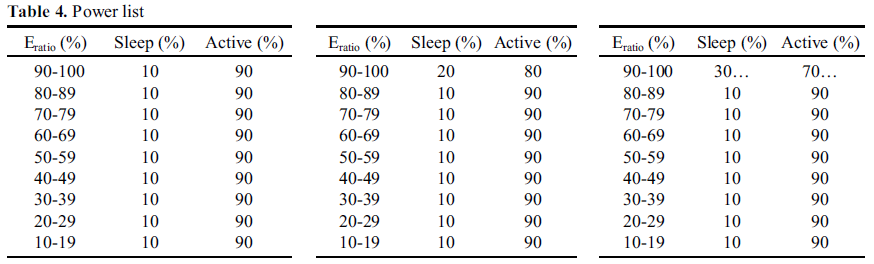 Table 4. Power list
Eratio (%) Sleep (%) Active (%) Eratio (%) Sleep (%) Active (%) Eratio (%) Sleep (%) Active (%)
90-100 10 90 90-100 20 80 90-100 30… 70…
80-89 10 90 80-89 10 90 80-89 10 90
70-79 10 90 70-79 10 90 70-79 10 90
60-69 10 90 60-69 10 90 60-69 10 90
50-59 10 90 50-59 10 90 50-59 10 90
40-49 10 90 40-49 10 90 40-49 10 90
30-39 10 90 30-39 10 90 30-39 10 90
20-29 10 90 20-29 10 90 20-29 10 90
10-19 10 90 10-19 10 90 10-19 10 90